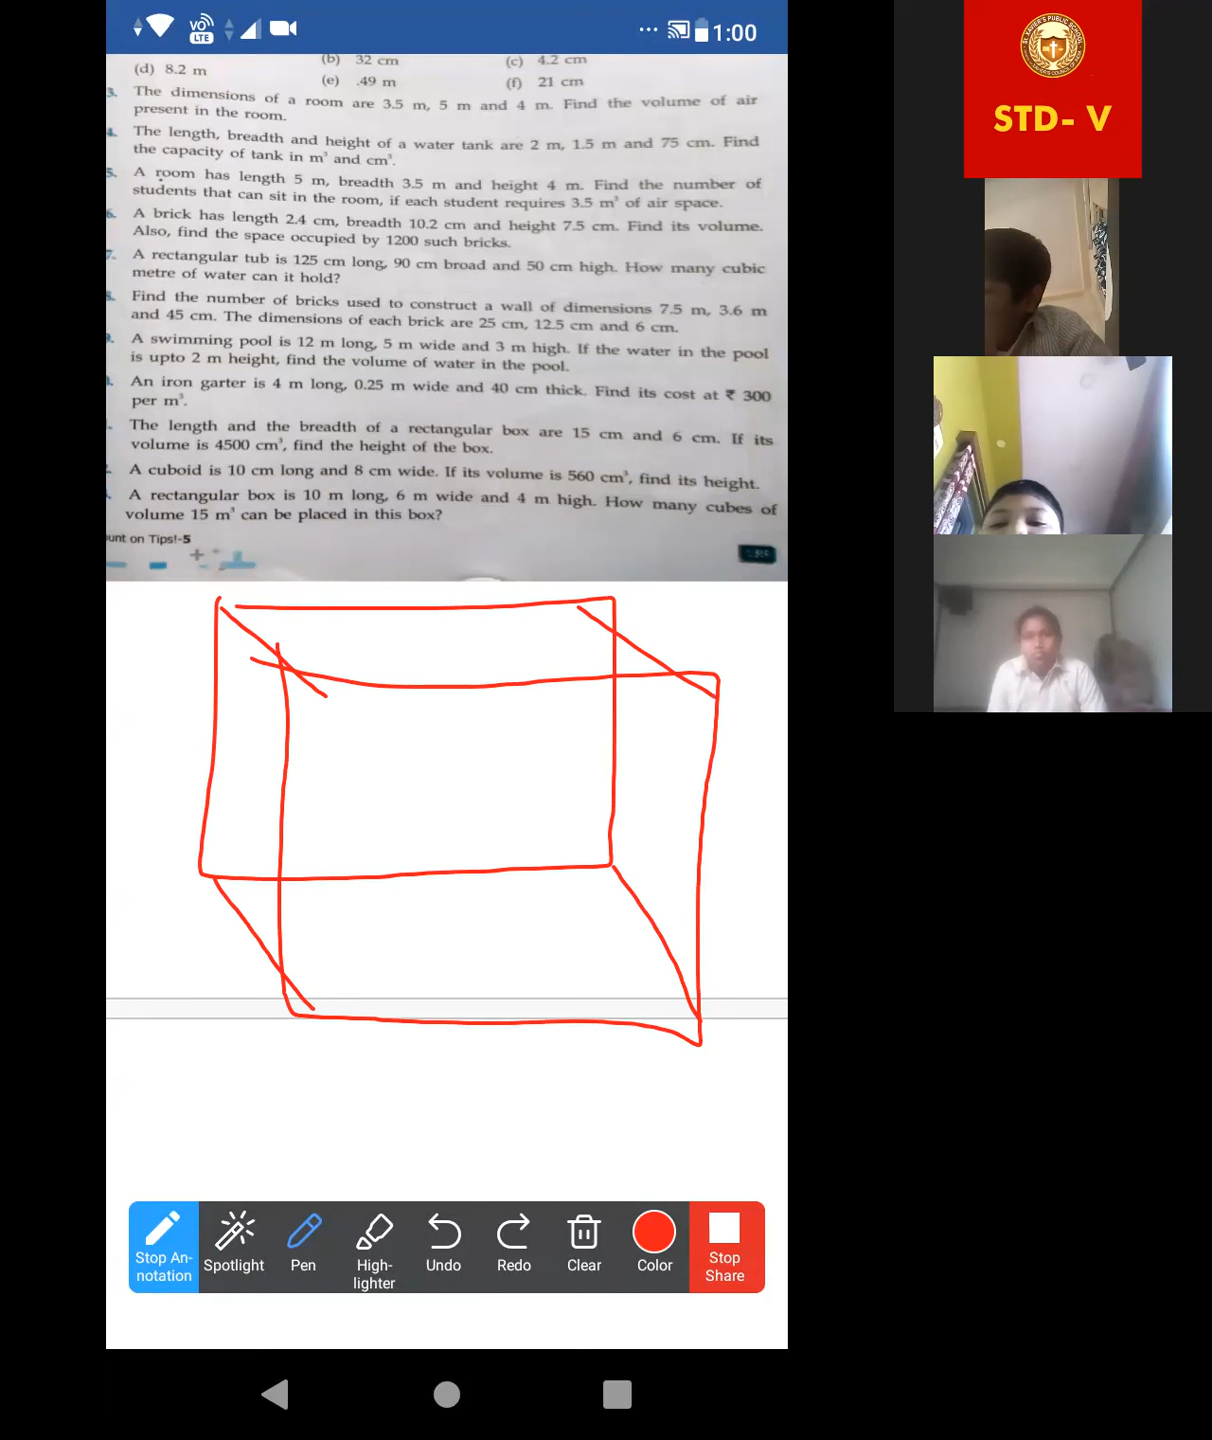 VO)) LTE
... 1:00
(d) 8.2 m (b) 32 cm (c) 4.2 cm
(e) .49 m (f) 21 cm
3. The dimensions of a room are 3.5 m, 5 m and 4 m. Find the volume of air
present in the room.
4. The length, breadth and height of a water tank are 2 m, 1.5 m and 75 cm. Find
the capacity of tank in m³ and cm³.
5. A room has length 5 m, breadth 3.5 m and height 4 m. Find the number of
students that can sit in the room, if each student requires 3.5 m³ of air space.
6. A brick has length 2.4 cm, breadth 10.2 cm and height 7.5 cm. Find its volume.
Also, find the space occupied by 1200 such bricks.
7. A rectangular tub is 125 cm long, 90 cm broad and 50 cm high. How many cubic
metre of water can it hold?
8. Find the number of bricks used to construct a wall of dimensions 7.5 m, 3.6 m
and 45 cm. The dimensions of each brick are 25 cm, 12.5 cm and 6 cm.
9. A swimming pool is 12 m long, 5 m wide and 3 m high. If the water in the pool
is upto 2 m height, find the volume of water in the pool.
An iron garter is 4 m long, 0.25 m wide and 40 cm thick. Find its cost at ₹ 300
per m³.
The length and the breadth of a rectangular box are 15 cm and 6 cm. If its
volume is 4500 cm³, find the height of the box.
A cuboid is 10 cm long and 8 cm wide. If its volume is 560 cm³, find its height.
A rectangular box is 10 m long, 6 m wide and 4 m high. How many cubes of
volume 15 m³ can be placed in this box?
unt on Tips!-5
Stop An-
notation
Spotlight
Pen
High-
lighter
Undo
Redo
Clear
Color
Stop
Share
STD- V